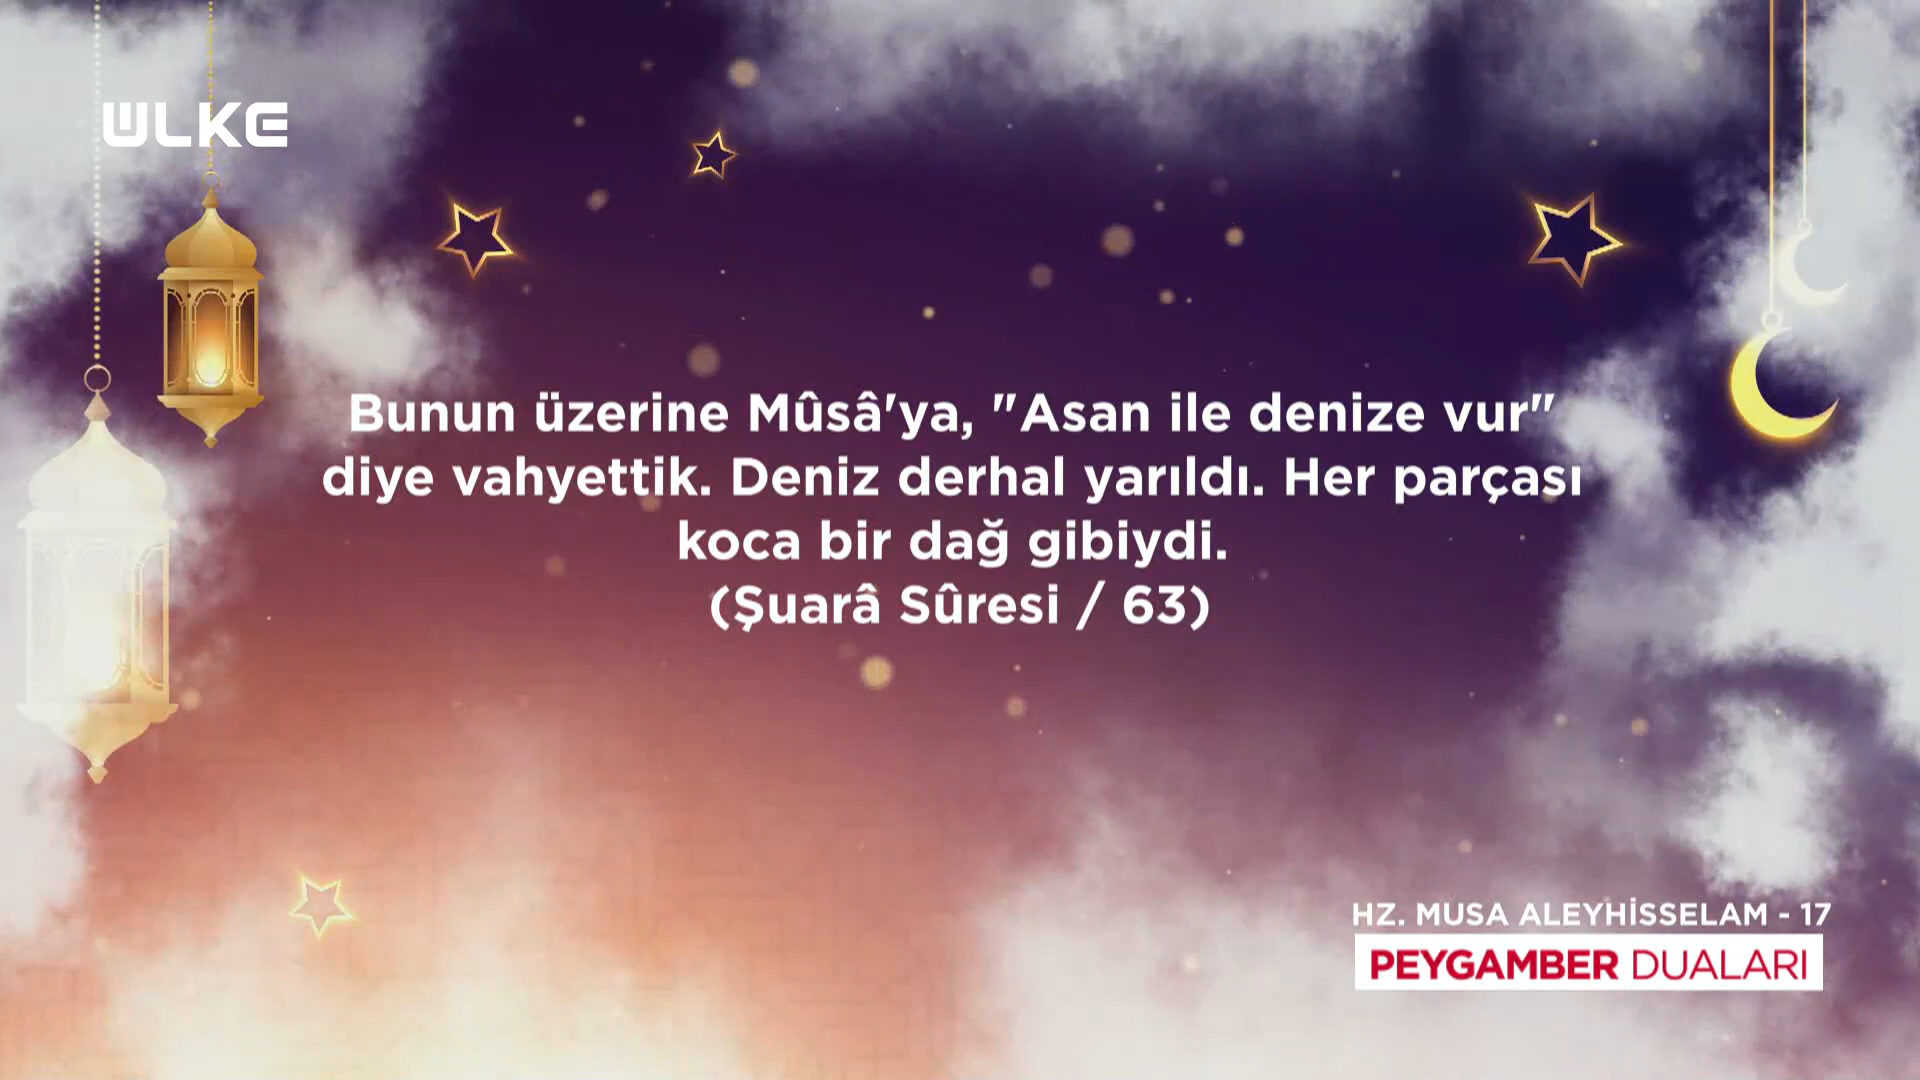 ULKE
Bunun üzerine Mûsâ'ya, "Asan ile denize vur"
diye vahyettik. Deniz derhal yarıldı. Her parçası
koca bir dağ gibiydi.
(Şuarâ Sûresi / 63)
HZ. MUSA ALEYHİSSELAM - 17
PEYGAMBER DUALARI